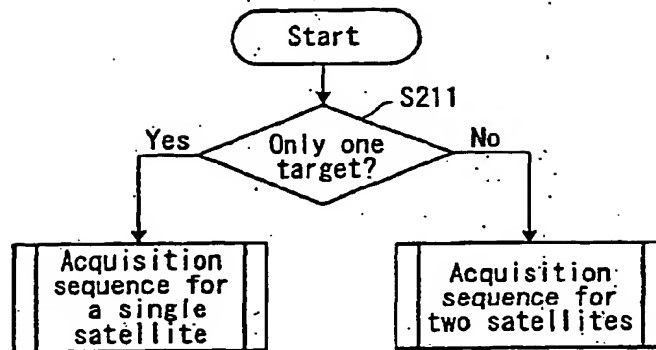 Start
S211
Yes
Only one
target?
No
Acquisition
sequence for
a single
satellite
Acquisition
sequence for
two satellites